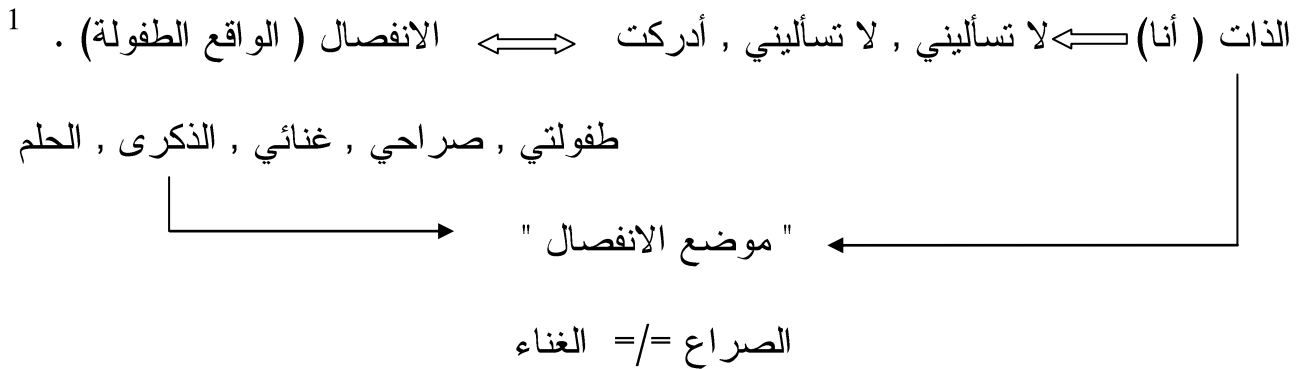 الذات ( أنا) لا تسأليني , لا تسأليني , أدركت الانفصال ( الواقع الطفولة) . 1
طفولتي , صراحي , غنائي , الذكرى , الحلم
" موضع الانفصال "
الصراع =/= الغناء